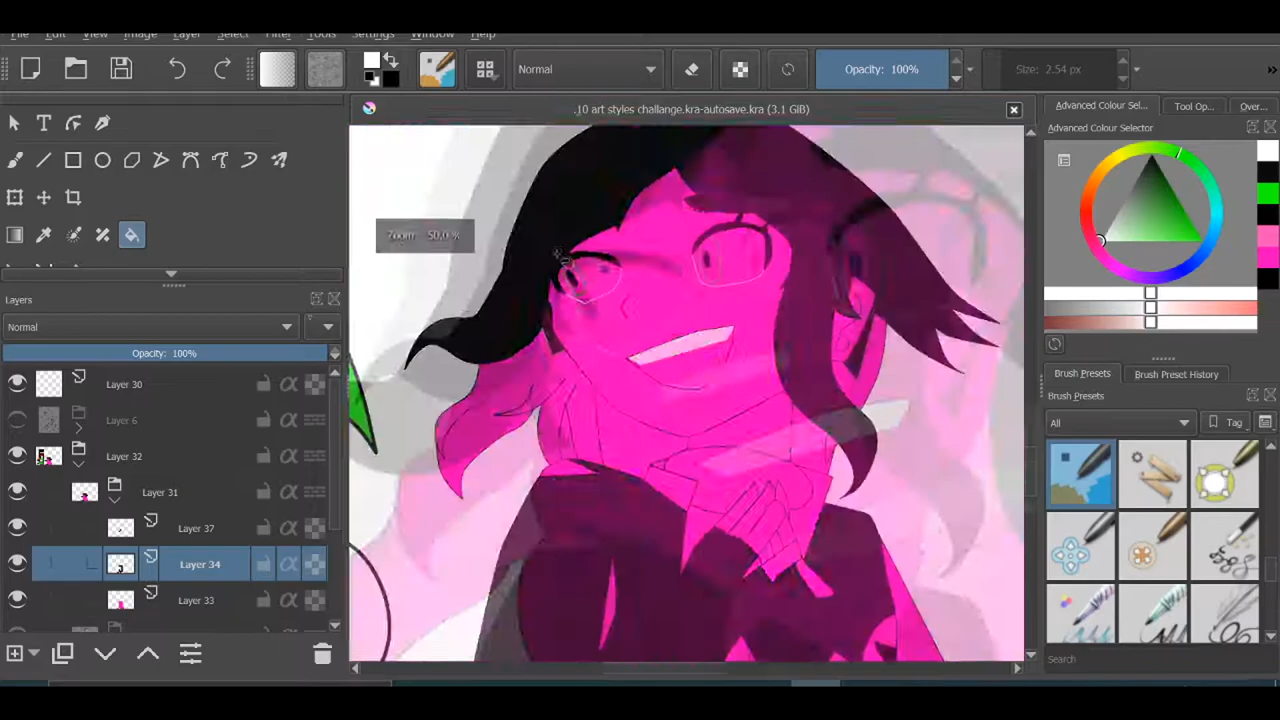 File Edit View Image Layer Select Filter Tools Settings Window Help
Normal
Opacity: 100%
Size: 2.54 px
.10 art styles challange.kra-autosave.kra (3.1 GiB)
Advanced Colour Sel...
Tool Op...
Over...
Advanced Colour Selector
Zoom 50.0 %
Layers
Normal
Opacity: 100%
Layer 30
Layer 6
Layer 32
Layer 31
Layer 37
Layer 34
Layer 33
Brush Presets
Brush Preset History
Brush Presets
All
Tag
Search